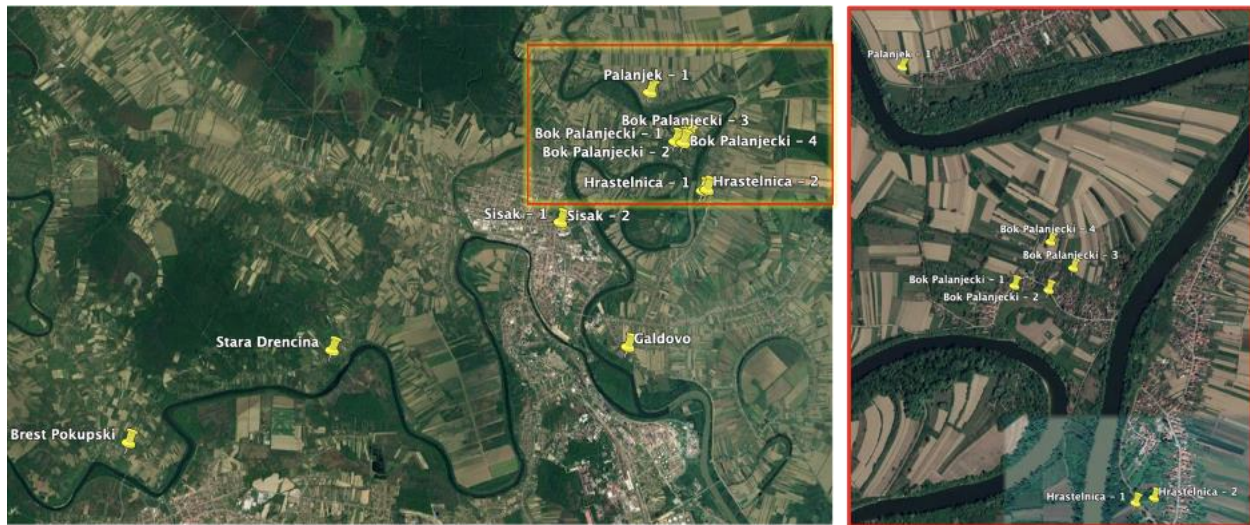 Palanjek - 1
Bok Palanjecki - 3
Bok Palanjecki - 1
Bok Palanjecki - 4
Bok Palanjecki - 2
Hrastelnica - 1
Hrastelnica - 2
Sisak - 1
Sisak - 2
Stara Drencina
Galdovo
Brest Pokupski
Palanjek - 1
Bok Palanjecki - 4
Bok Palanjecki - 3
Bok Palanjecki - 1
Bok Palanjecki - 2
Hrastelnica - 1
Hrastelnica - 2